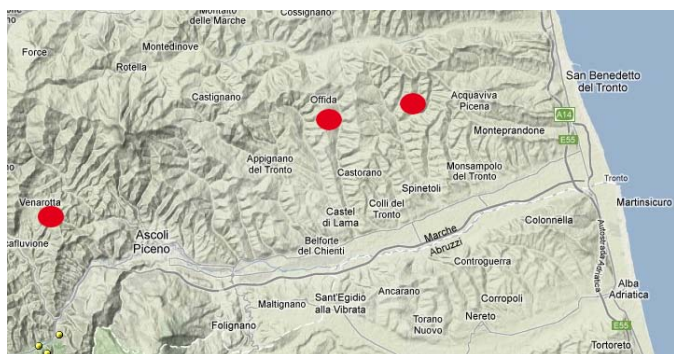 Montalto
delle Marche
Cossignano
Force
Montedinove
Rotella
San Benedetto
del Tronto
Castignano
Offida
Acquaviva
Picena
A14
Monteprandone
E55
Appignano
del Tronto
Castorano
Monsampolo
del Tronto
Tronto
Spinetoli
Venarotta
Colli del
Tronto
Martinsicuro
Castel
di Lama
Colonnella
Ascoli
Piceno
Marche
Abruzzi
Belforte
del Chienti
Autostrada Adriatica
Controguerra
Ancarano
Alba
Adriatica
Maltignano
Sant'Egidio
alla Vibrata
Corropoli
Nereto
Torano
Nuovo
Folignano
E55
Tortoreto